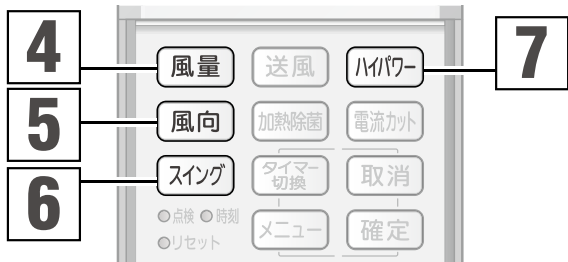 4
風量
送風
ハイパワー
7
5
風向
加熱除菌
電流カット
6
スイング
タイマー
切換
取消
点検
時刻
リセット
メニュー
確定